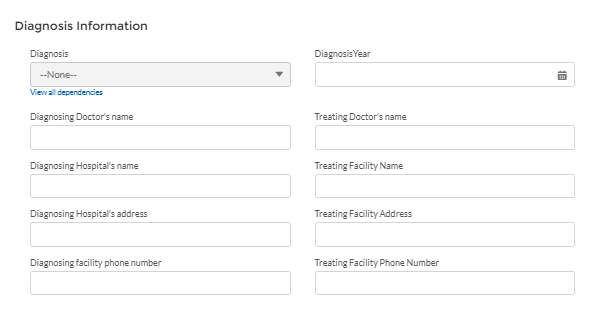 Diagnosis Information
Diagnosis
DiagnosisYear
--None--
View all dependencies
Diagnosing Doctor's name
Treating Doctor's name
Diagnosing Hospital's name
Treating Facility Name
Diagnosing Hospital's address
Treating Facility Address
Diagnosing facility phone number
Treating Facility Phone Number